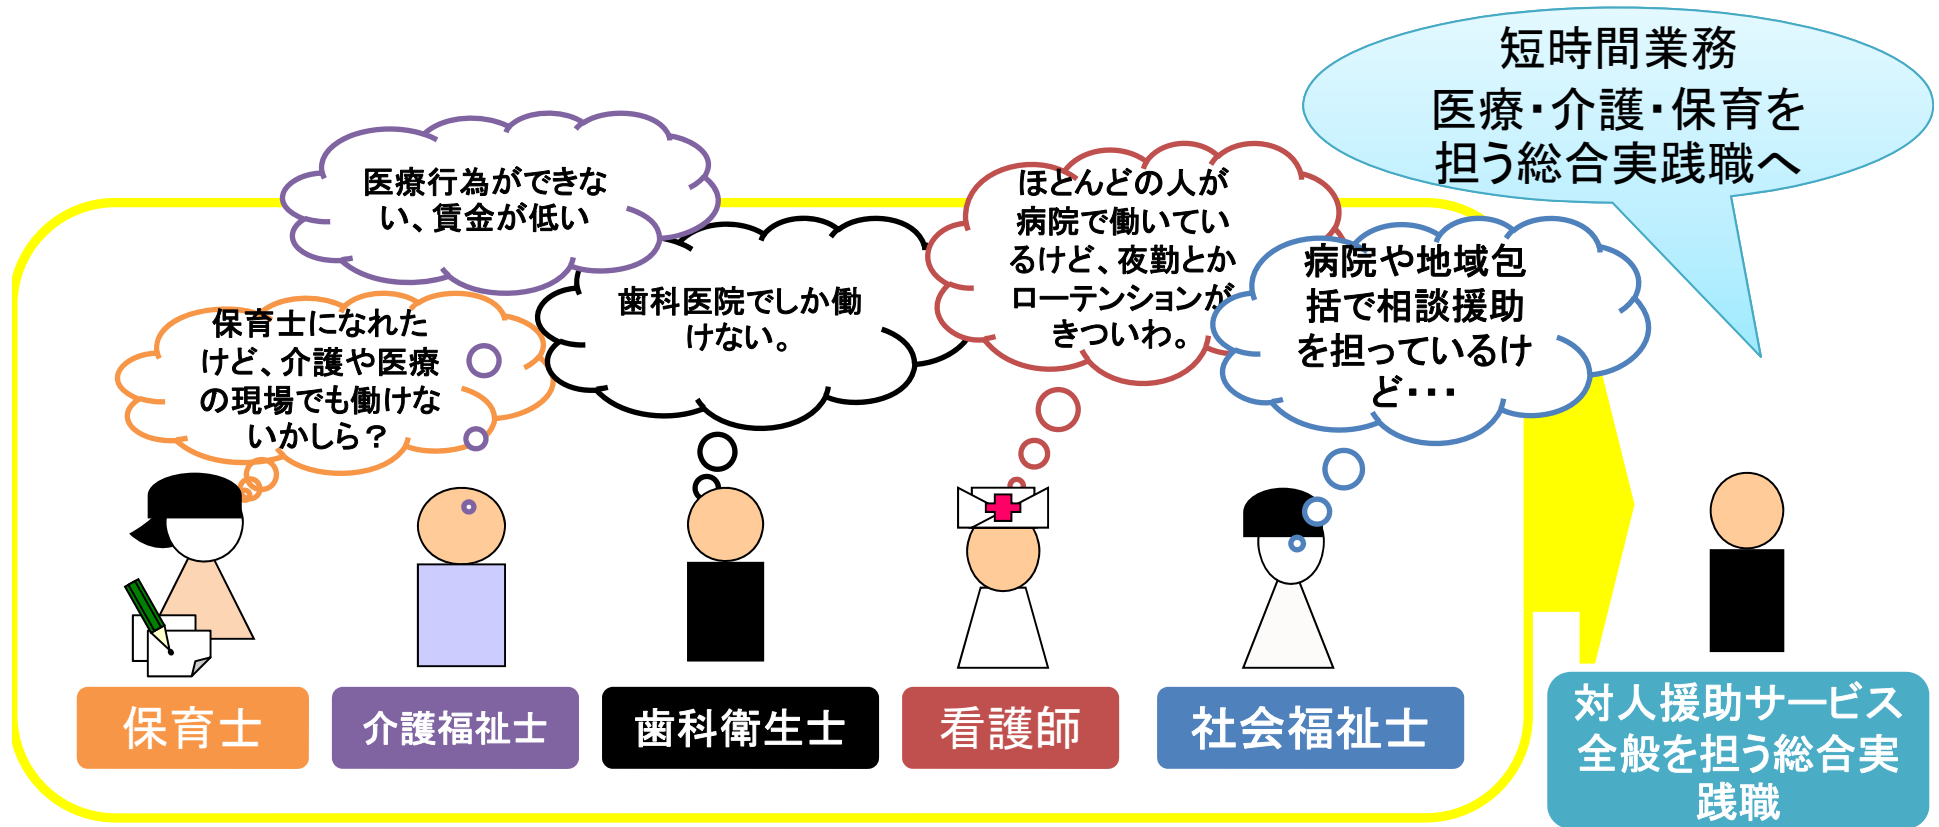 短時間業務
医療・介護・保育を
担う総合実践職へ
医療行為ができな
い、賃金が低い
ほとんどの人が
病院で働いてい
るけど、夜勤とか
ローテンションが
きついわ。
病院や地域包
括で相談援助
を担っているけ
ど・・・
歯科医院でしか働
けない。
保育士になれた
けど、介護や医療
の現場でも働けな
いかしら？
保育士
介護福祉士
歯科衛生士
看護師
社会福祉士
対人援助サービス
全般を担う総合実
践職